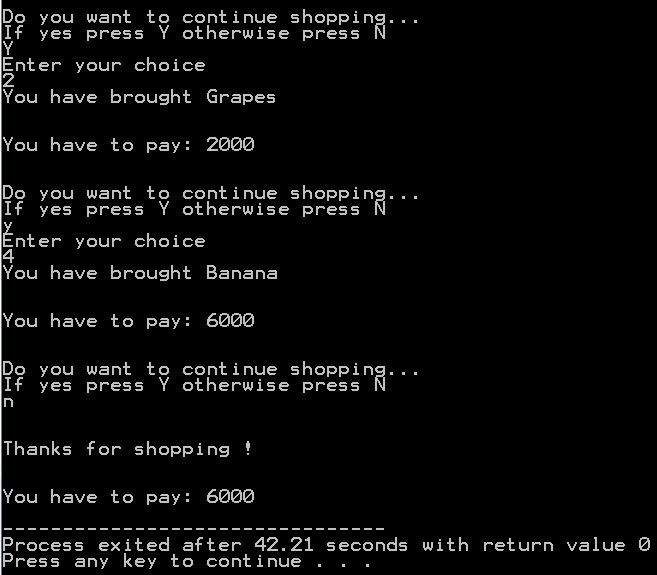 Do you want to continue shopping...
If yes press Y otherwise press N
Y
Enter your choice
2
You have brought Grapes
You have to pay: 2000
Do you want to continue shopping...
If yes press Y otherwise press N
y
Enter your choice
4
You have brought Banana
You have to pay: 6000
Do you want to continue shopping...
If yes press Y otherwise press N
n
Thanks for shopping !
You have to pay: 6000
--------------------------------
Process exited after 42.21 seconds with return value 0
Press any key to continue . . .